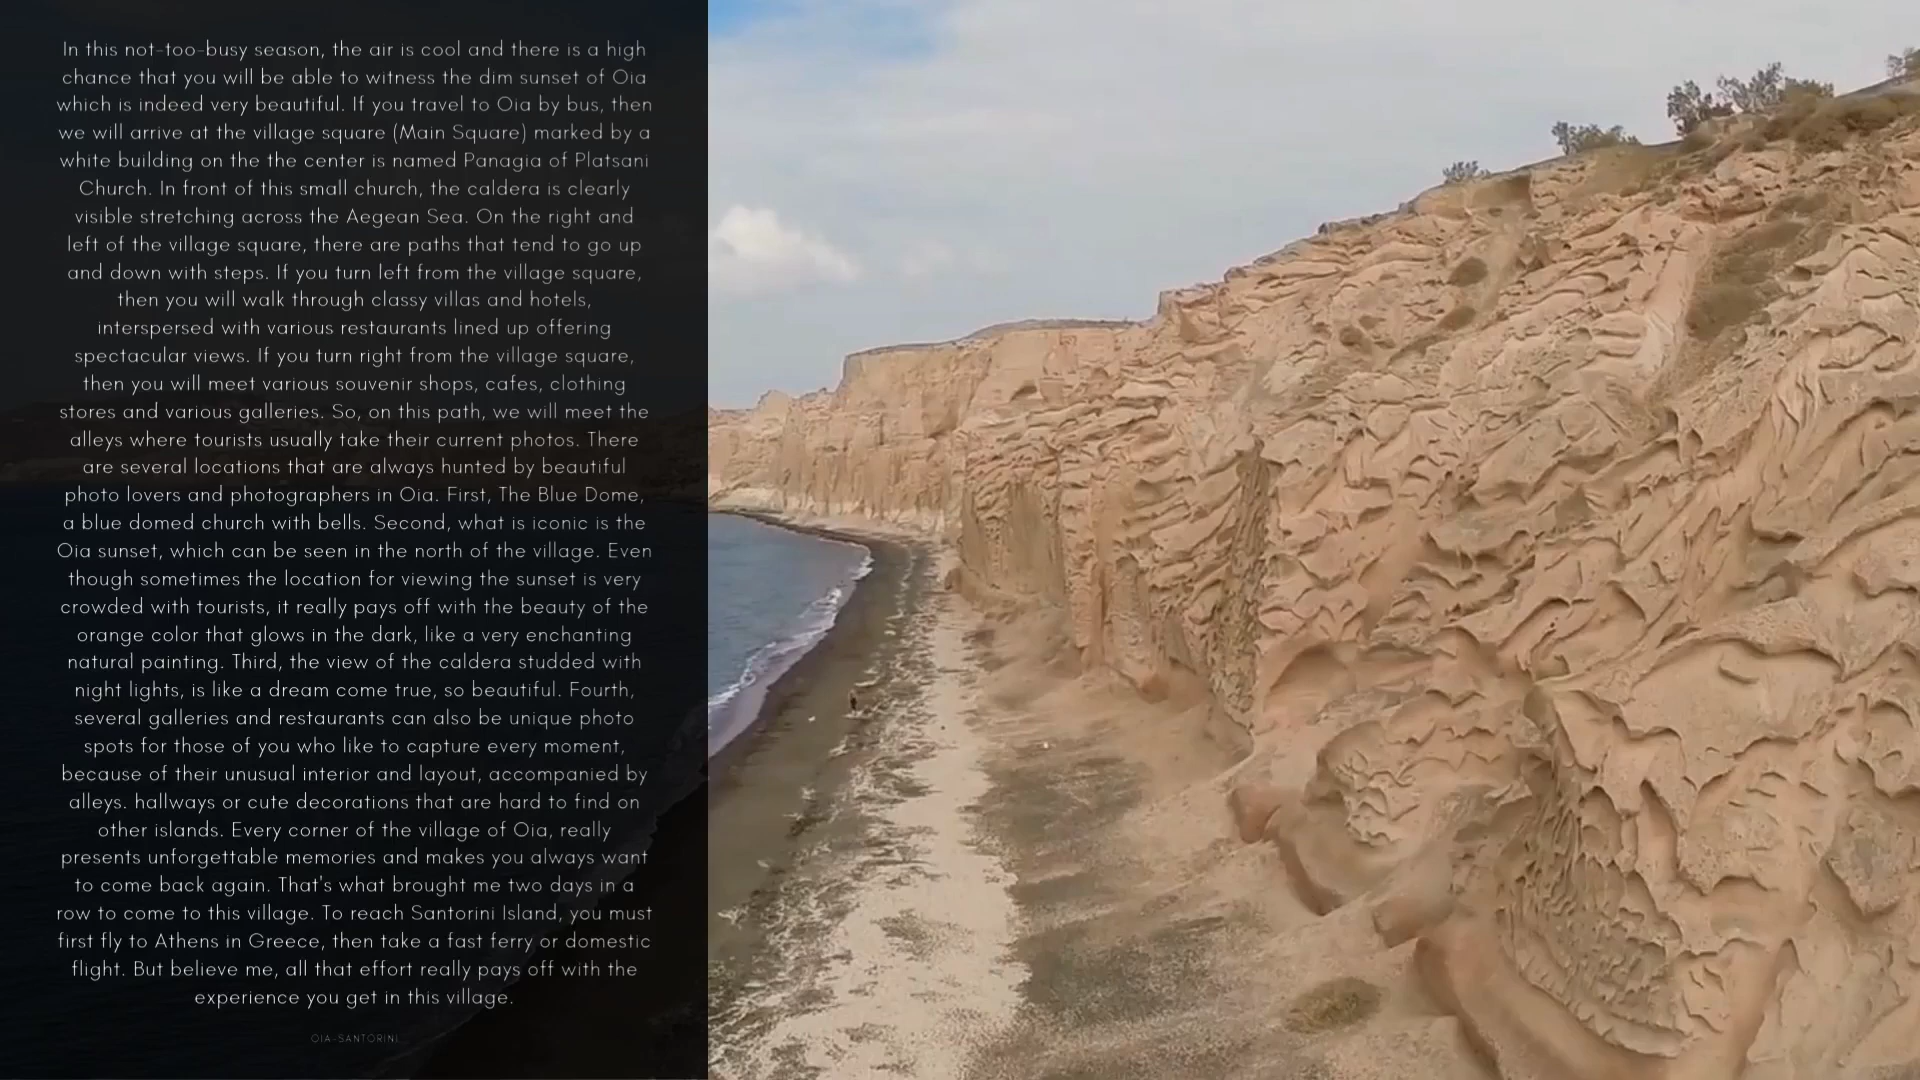 In this not-too-busy season, the air is cool and there is a high
chance that you will be able to witness the dim sunset of Oia
which is indeed very beautiful. If you travel to Oia by bus, then
we will arrive at the village square (Main Square) marked by a
white building on the the center is named Panagia of Platsani
Church. In front of this small church, the caldera is clearly
visible stretching across the Aegean Sea. On the right and
left of the village square, there are paths that tend to go up
and down with steps. If you turn left from the village square,
then you will walk through classy villas and hotels,
interspersed with various restaurants lined up offering
spectacular views. If you turn right from the village square,
then you will meet various souvenir shops, cafes, clothing
stores and various galleries. So, on this path, we will meet the
alleys where tourists usually take their current photos. There
are several locations that are always hunted by beautiful
photo lovers and photographers in Oia. First, The Blue Dome,
a blue domed church with bells. Second, what is iconic is the
Oia sunset, which can be seen in the north of the village. Even
though sometimes the location for viewing the sunset is very
crowded with tourists, it really pays off with the beauty of the
orange color that glows in the dark, like a very enchanting
natural painting. Third, the view of the caldera studded with
night lights, is like a dream come true, so beautiful. Fourth,
several galleries and restaurants can also be unique photo
spots for those of you who like to capture every moment,
because of their unusual interior and layout, accompanied by
alleys. hallways or cute decorations that are hard to find on
other islands. Every corner of the village of Oia, really
presents unforgettable memories and makes you always want
to come back again. That's what brought me two days in a
row to come to this village. To reach Santorini Island, you must
first fly to Athens in Greece, then take a fast ferry or domestic
flight. But believe me, all that effort really pays off with the
experience you get in this village.
OIA-SANTORINI